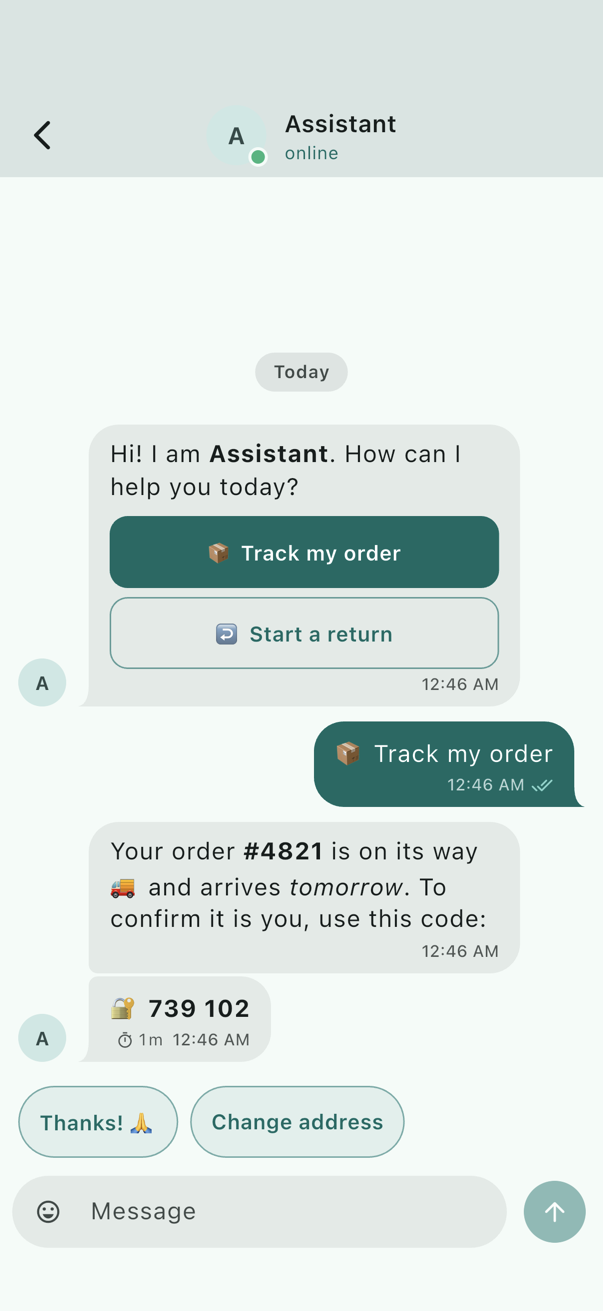 A
Assistant
online
Today
Hi! I am Assistant. How can I
help you today?
📦 Track my order
↩️ Start a return
12:46 AM
A
📦 Track my order
12:46 AM
Your order #4821 is on its way
🚚 and arrives tomorrow. To
confirm it is you, use this code:
12:46 AM
🔐 739 102
1m 12:46 AM
A
Thanks! 🙏
Change address
Message